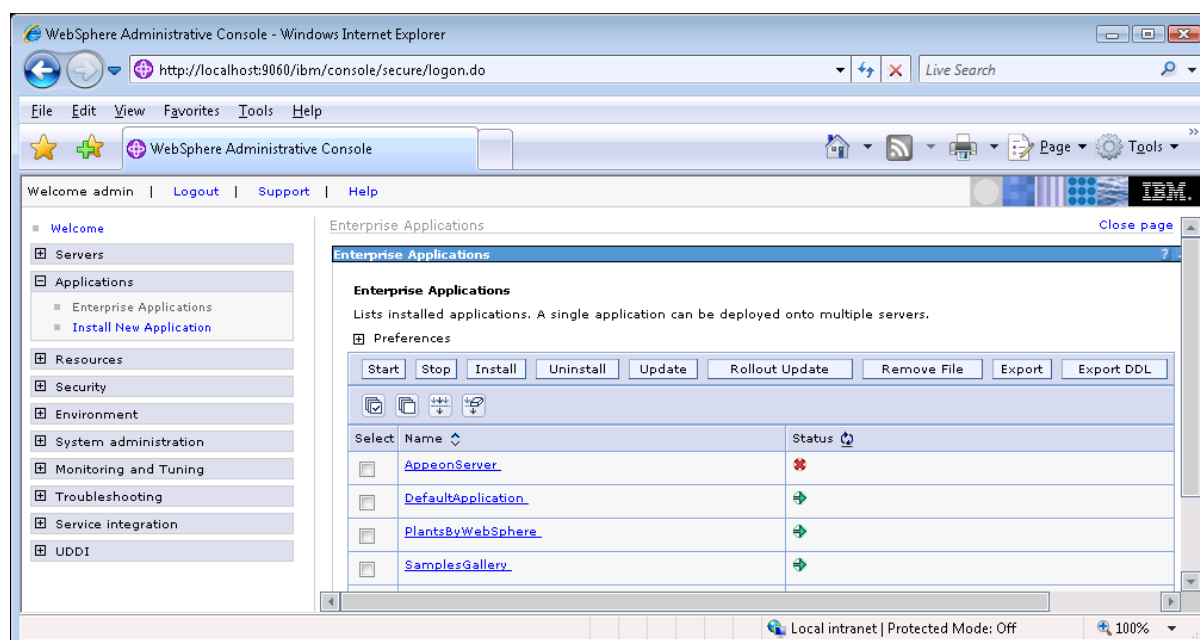 WebSphere Administrative Console - Windows Internet Explorer
http://localhost:9060/ibm/console/secure/logon.do
Live Search
File Edit View Favorites Tools Help
WebSphere Administrative Console
Page Tools
Welcome admin | Logout | Support | Help
IBM.
Welcome
Servers
Applications
Enterprise Applications
Install New Application
Resources
Security
Environment
System administration
Monitoring and Tuning
Troubleshooting
Service integration
UDDI
Enterprise Applications
Close page
Enterprise Applications ?
Enterprise Applications
Lists installed applications. A single application can be deployed onto multiple servers.
Preferences
Start Stop Install Uninstall Update Rollout Update Remove File Export Export DDL
Select Name Status
AppeonServer
DefaultApplication
PlantsByWebSphere
SamplesGallery
Local intranet | Protected Mode: Off 100%